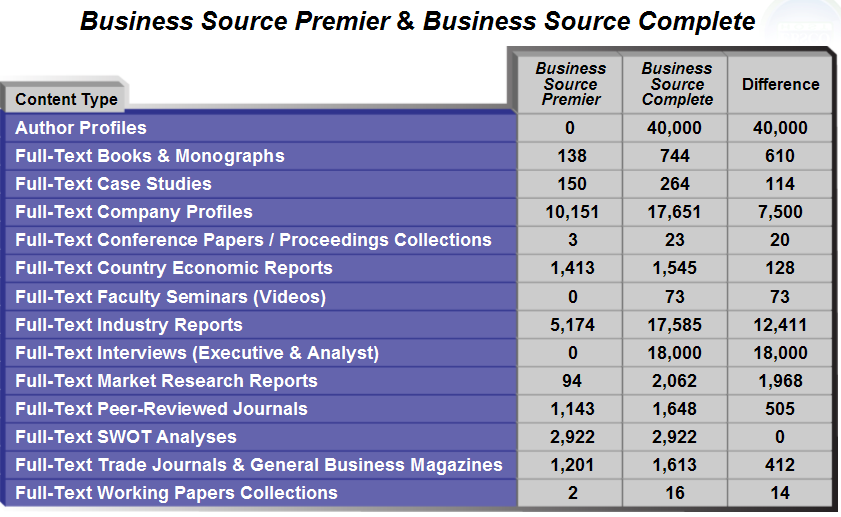 Business Source Premier & Business Source Complete
Content Type Business Source Premier Business Source Complete Difference
Author Profiles 0 40,000 40,000
Full-Text Books & Monographs 138 744 610
Full-Text Case Studies 150 264 114
Full-Text Company Profiles 10,151 17,651 7,500
Full-Text Conference Papers / Proceedings Collections 3 23 20
Full-Text Country Economic Reports 1,413 1,545 128
Full-Text Faculty Seminars (Videos) 0 73 73
Full-Text Industry Reports 5,174 17,585 12,411
Full-Text Interviews (Executive & Analyst) 0 18,000 18,000
Full-Text Market Research Reports 94 2,062 1,968
Full-Text Peer-Reviewed Journals 1,143 1,648 505
Full-Text SWOT Analyses 2,922 2,922 0
Full-Text Trade Journals & General Business Magazines 1,201 1,613 412
Full-Text Working Papers Collections 2 16 14